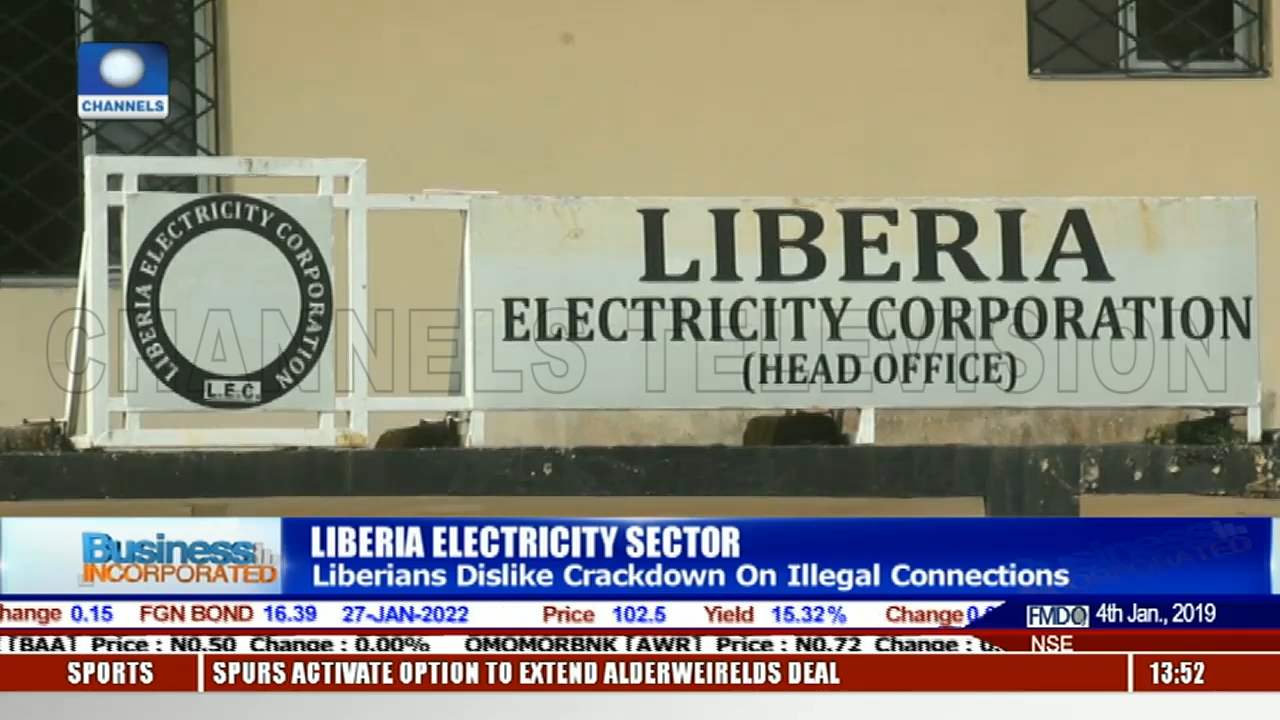 CHANNELS
LIBERIA ELECTRICITY CORPORATION
L.E.C.
LIBERIA
ELECTRICITY CORPORATION
(HEAD OFFICE)
CHANNELS TELEVISION
Business
INCORPORATED
LIBERIA ELECTRICITY SECTOR
Liberians Dislike Crackdown On Illegal Connections
Business
INCORPORATED
hange 0.15 FGN BOND 16.39 27-JAN-2022 Price 102.5 Yield 15.32% Change
FMDQ 4th Jan., 2019
[BAA] Price : N0.50 Change : 0.00% OMOMORBNK [AWR] Price : N0.72 Change :
NSE
SPORTS SPURS ACTIVATE OPTION TO EXTEND ALDERWEIRELDS DEAL 13:52